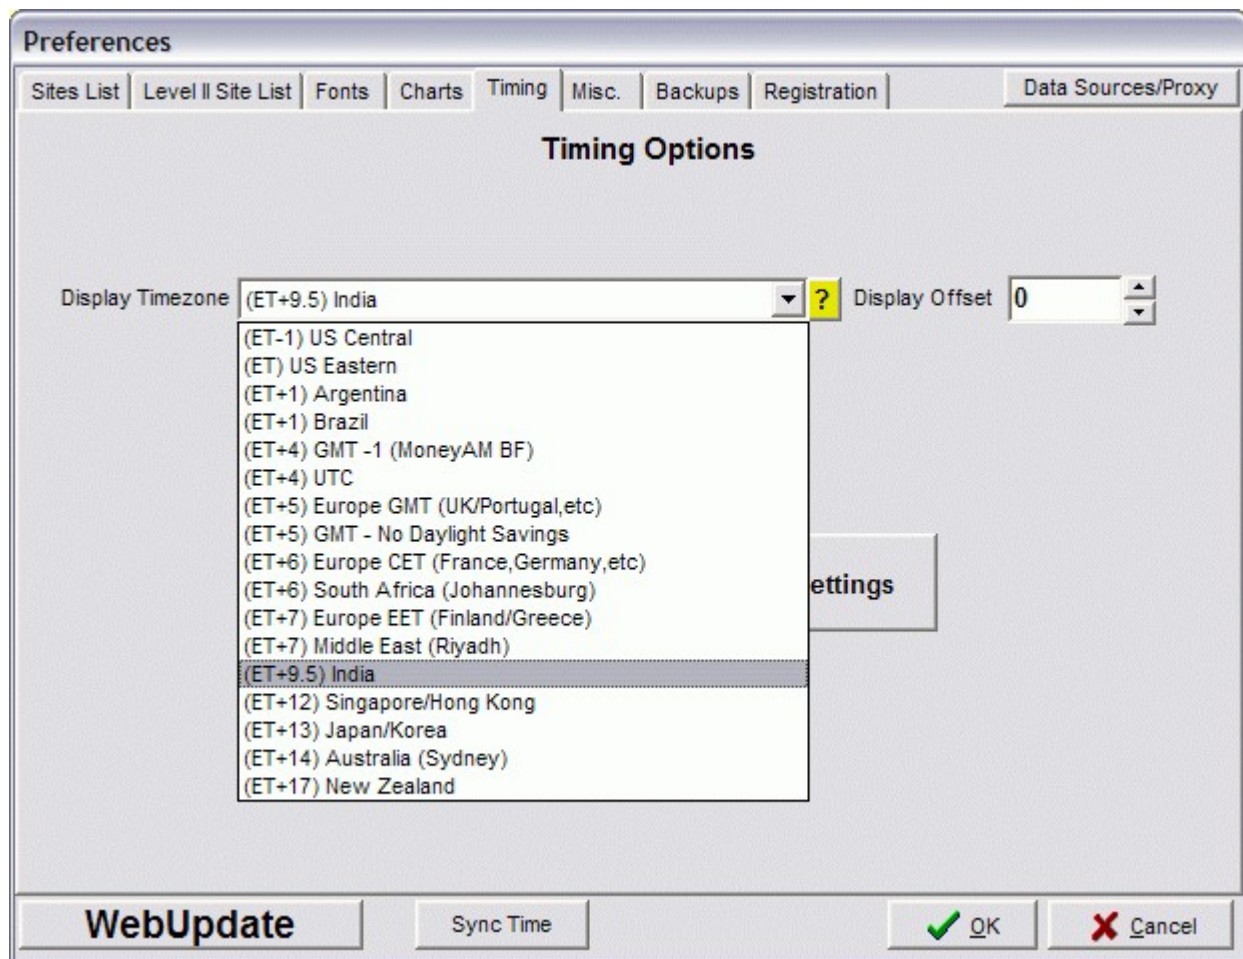 Preferences
Sites List Level II Site List Fonts Charts Timing Misc. Backups Registration Data Sources/Proxy
Timing Options
Display Timezone (ET+9.5) India ? Display Offset 0
(ET-1) US Central
(ET) US Eastern
(ET+1) Argentina
(ET+1) Brazil
(ET+4) GMT -1 (MoneyAM BF)
(ET+4) UTC
(ET+5) Europe GMT (UK/Portugal,etc)
(ET+5) GMT - No Daylight Savings
(ET+6) Europe CET (France,Germany,etc)
(ET+6) South Africa (Johannesburg)
ettings
(ET+7) Europe EET (Finland/Greece)
(ET+7) Middle East (Riyadh)
(ET+9.5) India
(ET+12) Singapore/Hong Kong
(ET+13) Japan/Korea
(ET+14) Australia (Sydney)
(ET+17) New Zealand
WebUpdate Sync Time OK Cancel